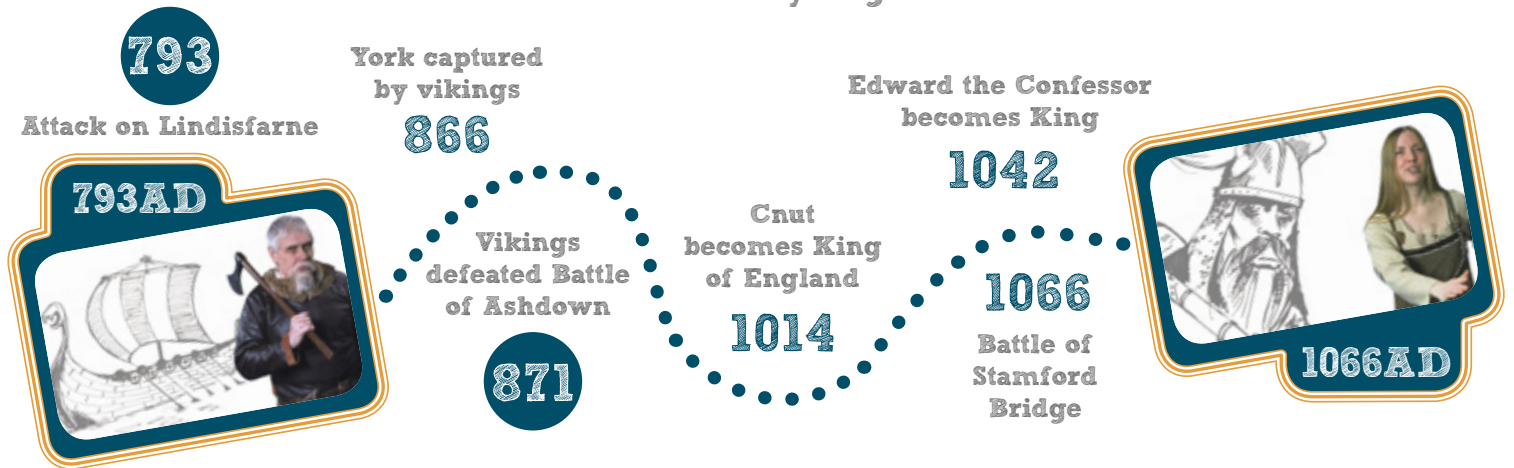 793
Attack on Lindisfarne
793AD
York captured
by vikings
866
Vikings
defeated Battle
of Ashdown
871
Cnut
becomes King
of England
1014
Edward the Confessor
becomes King
1042
1066
Battle of
Stamford
Bridge
1066AD